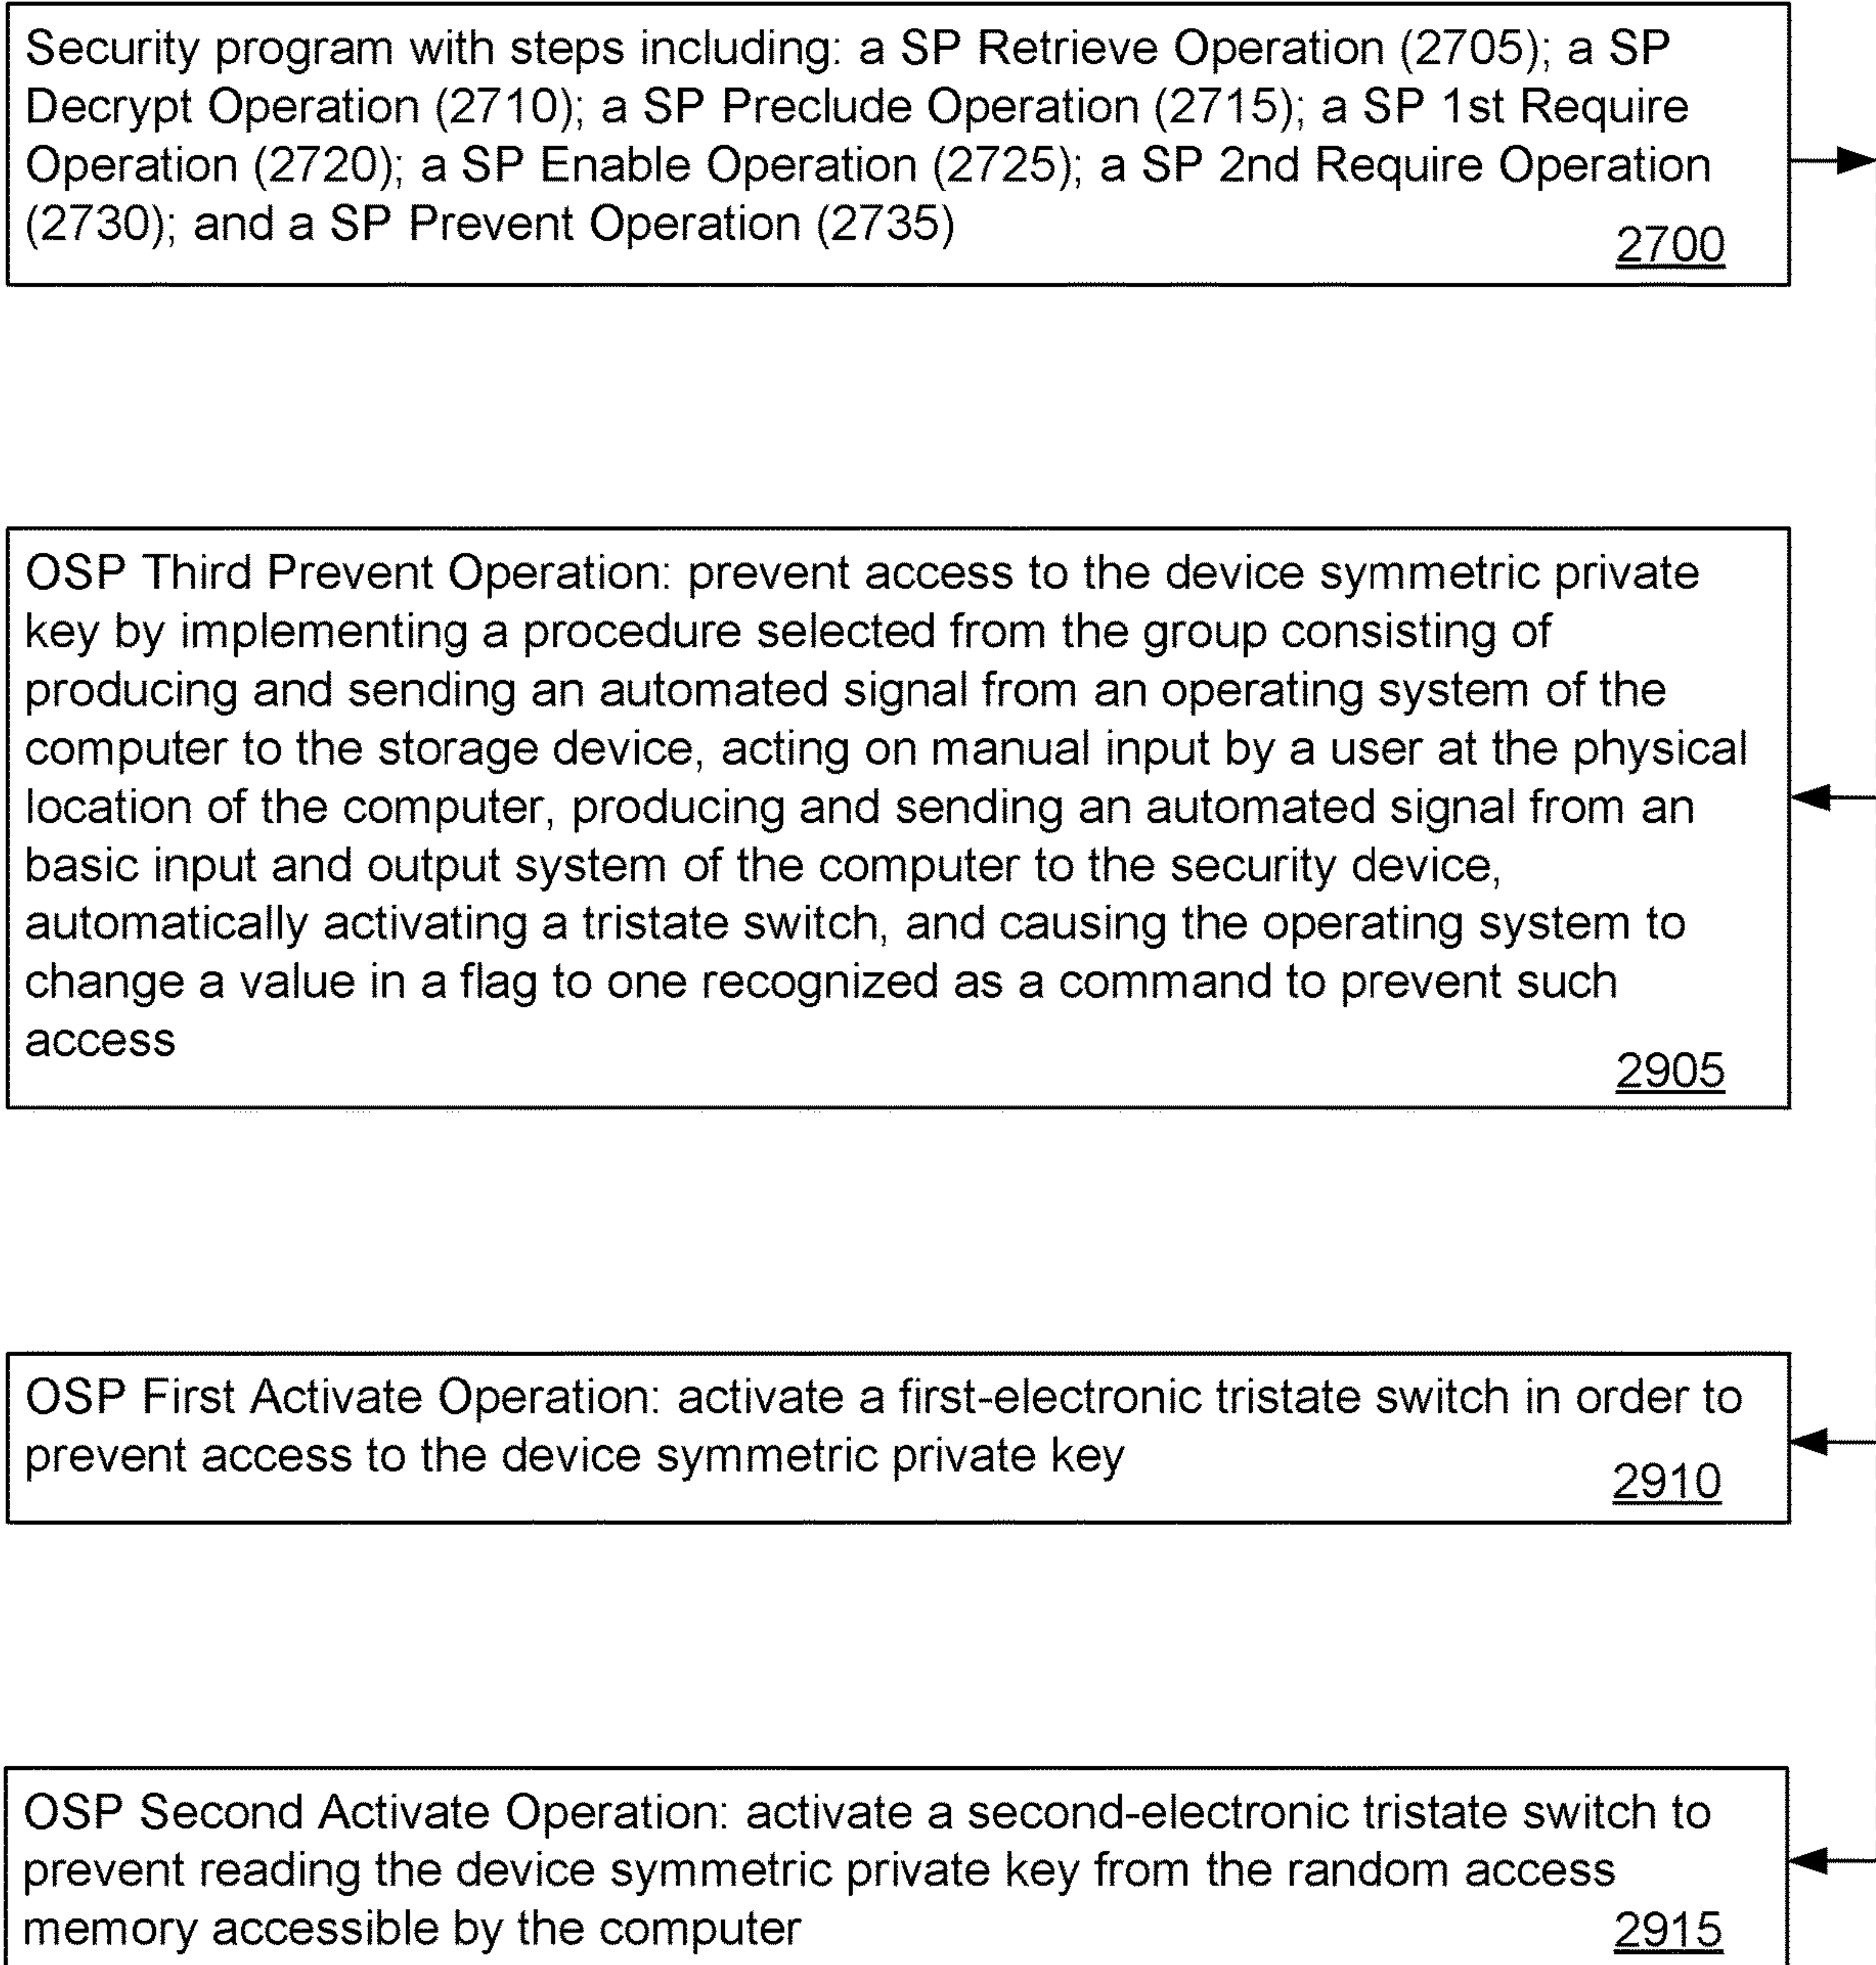 Security program with steps including: a SP Retrieve Operation (2705); a SP
Decrypt Operation (2710); a SP Preclude Operation (2715); a SP 1st Require
Operation (2720); a SP Enable Operation (2725); a SP 2nd Require Operation
(2730); and a SP Prevent Operation (2735)
2700
OSP Third Prevent Operation: prevent access to the device symmetric private
key by implementing a procedure selected from the group consisting of
producing and sending an automated signal from an operating system of the
computer to the storage device, acting on manual input by a user at the physical
location of the computer, producing and sending an automated signal from an
basic input and output system of the computer to the security device,
automatically activating a tristate switch, and causing the operating system to
change a value in a flag to one recognized as a command to prevent such
access
2905
OSP First Activate Operation: activate a first-electronic tristate switch in order to
prevent access to the device symmetric private key
2910
OSP Second Activate Operation: activate a second-electronic tristate switch to
prevent reading the device symmetric private key from the random access
memory accessible by the computer
2915